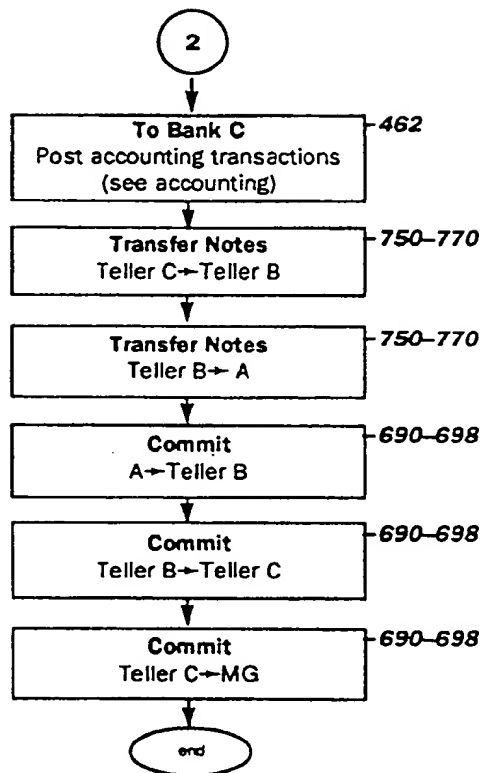 2
To Bank C
462
Post accounting transactions
(see accounting)
Transfer Notes
750–770
Teller C→Teller B
Transfer Notes
750–770
Teller B→ A
Commit
690–698
A→Teller B
Commit
690–698
Teller B→Teller C
Commit
690–698
Teller C→MG
end